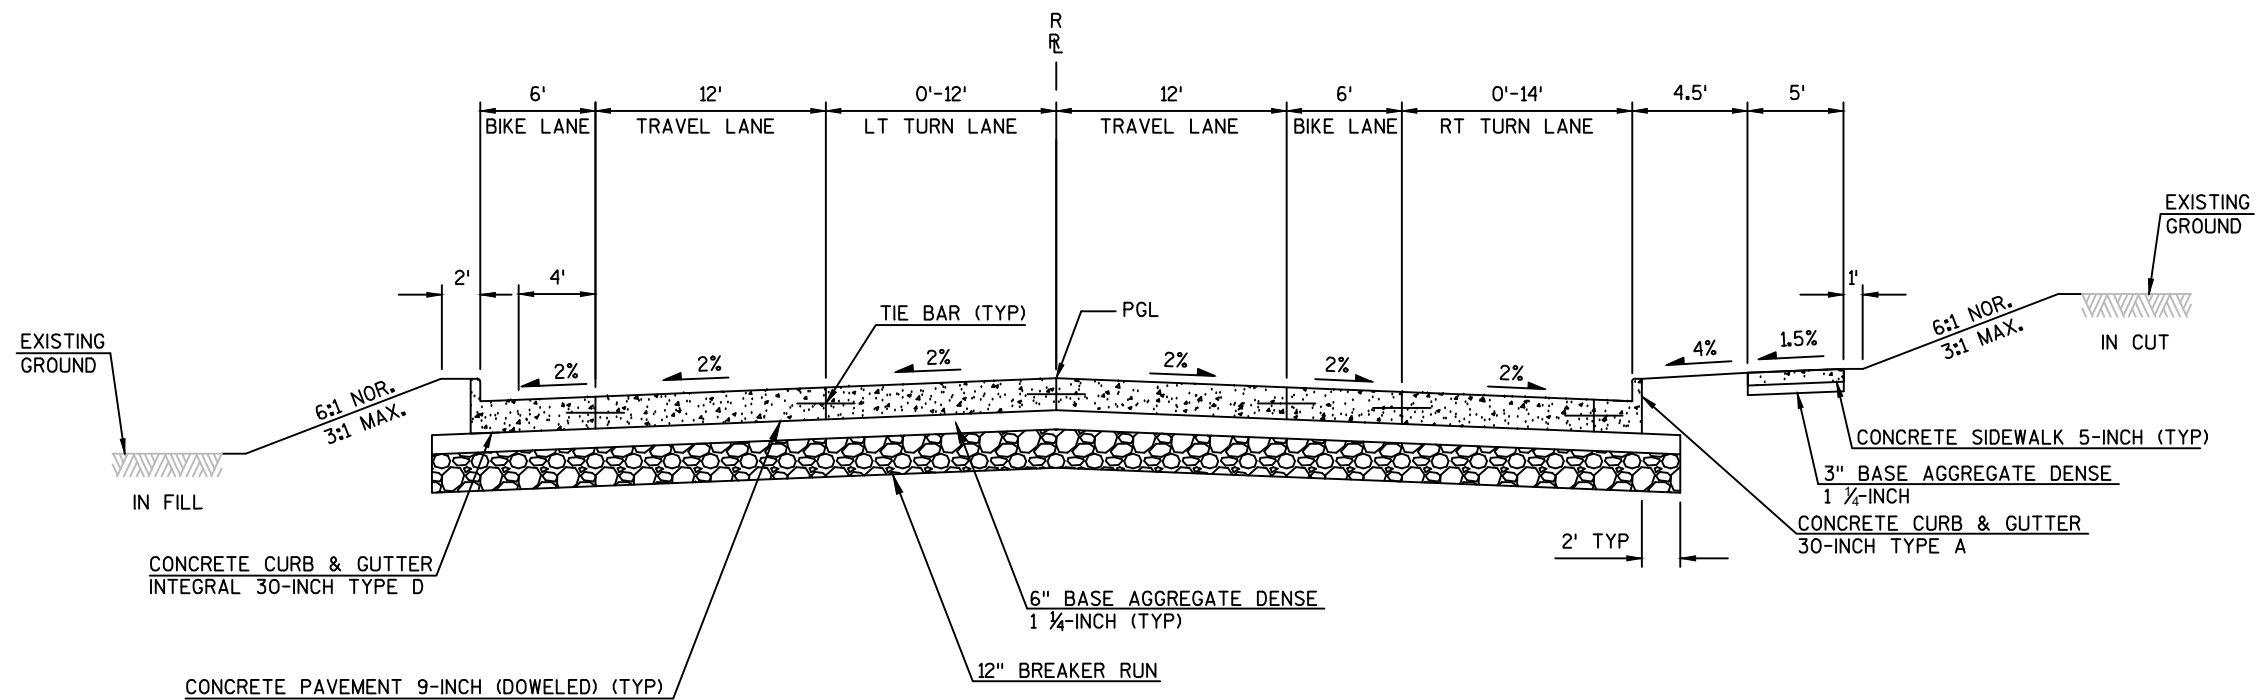 R
RL
6'
12'
0'-12'
12'
6'
0'-14'
4.5'
5'
BIKE LANE
TRAVEL LANE
LT TURN LANE
TRAVEL LANE
BIKE LANE
RT TURN LANE
EXISTING
GROUND
2'
4'
1'
TIE BAR (TYP)
PGL
EXISTING
GROUND
6:1 NOR.
3:1 MAX.
2%
2%
2%
2%
2%
2%
4%
1.5%
6:1 NOR.
3:1 MAX.
IN CUT
IN FILL
CONCRETE SIDEWALK 5-INCH (TYP)
3" BASE AGGREGATE DENSE
1 ¼-INCH
CONCRETE CURB & GUTTER
30-INCH TYPE A
2' TYP
CONCRETE CURB & GUTTER
INTEGRAL 30-INCH TYPE D
6" BASE AGGREGATE DENSE
1 ¼-INCH (TYP)
12" BREAKER RUN
CONCRETE PAVEMENT 9-INCH (DOWELED) (TYP)